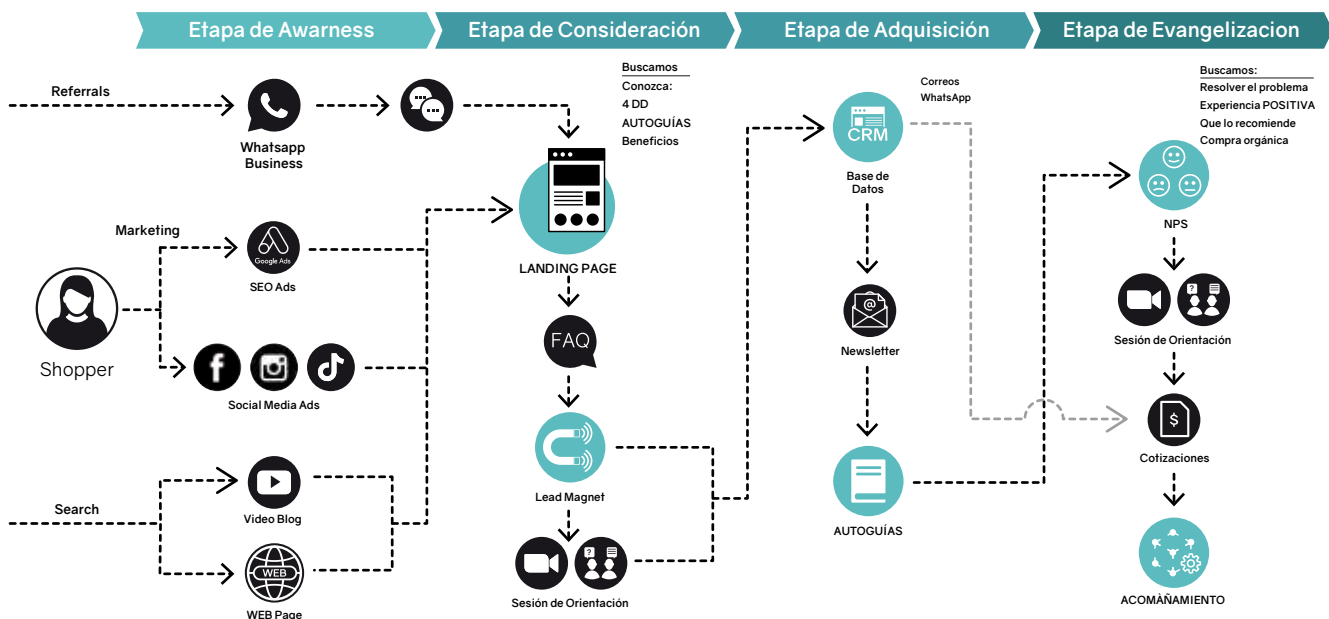 Etapa de Awarness
Etapa de Consideración
Etapa de Adquisición
Etapa de Evangelizacion
Referrals
Whatsapp
Business
Marketing
Google Ads
SEO Ads
Shopper
Social Media Ads
Search
Video Blog
WEB
WEB Page
Buscamos
Conozca:
4 DD
AUTOGUÍAS
Beneficios
LANDING PAGE
FAQ
Lead Magnet
?
Sesión de Orientación
Correos
WhatsApp
CRM
Base de
Datos
@
Newsletter
AUTOGUÍAS
Buscamos:
Resolver el problema
Experiencia POSITIVA
Que lo recomiende
Compra orgánica
NPS
?
Sesión de Orientación
$
Cotizaciones
ACOMÀÑAMIENTO